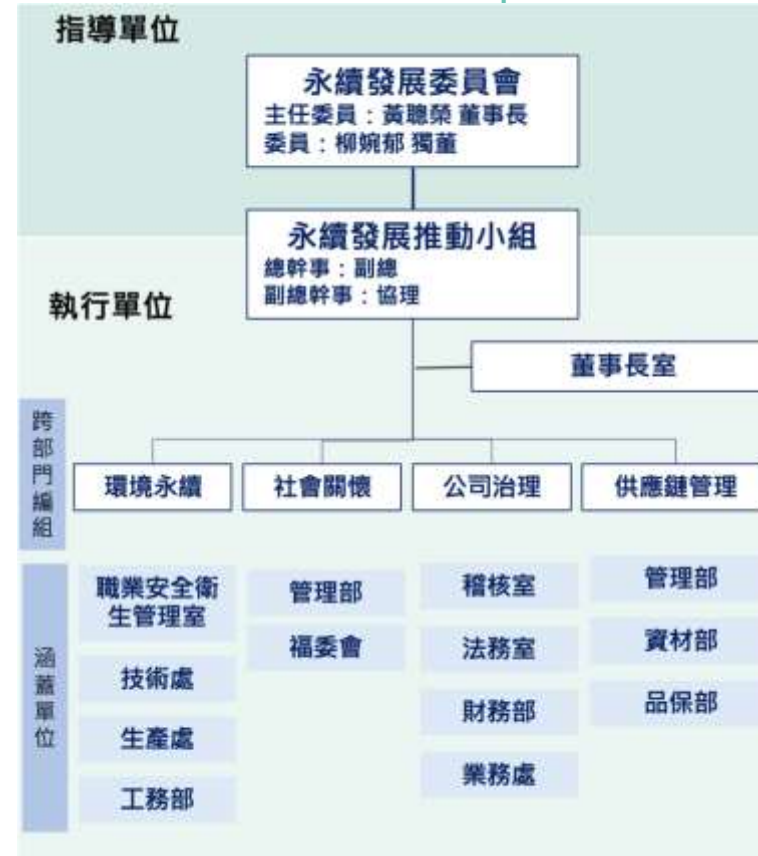 指導單位
永續發展委員會
主任委員：黃聰榮 董事長
委員：柳婉郁 獨董
永續發展推動小組
總幹事：副總
副總幹事：協理
執行單位
董事長室
跨部門編組
環境永續
社會關懷
公司治理
供應鏈管理
涵蓋單位
職業安全衛
生管理室
技術處
生產處
工務部
管理部
福委會
稽核室
法務室
財務部
業務處
管理部
資材部
品保部